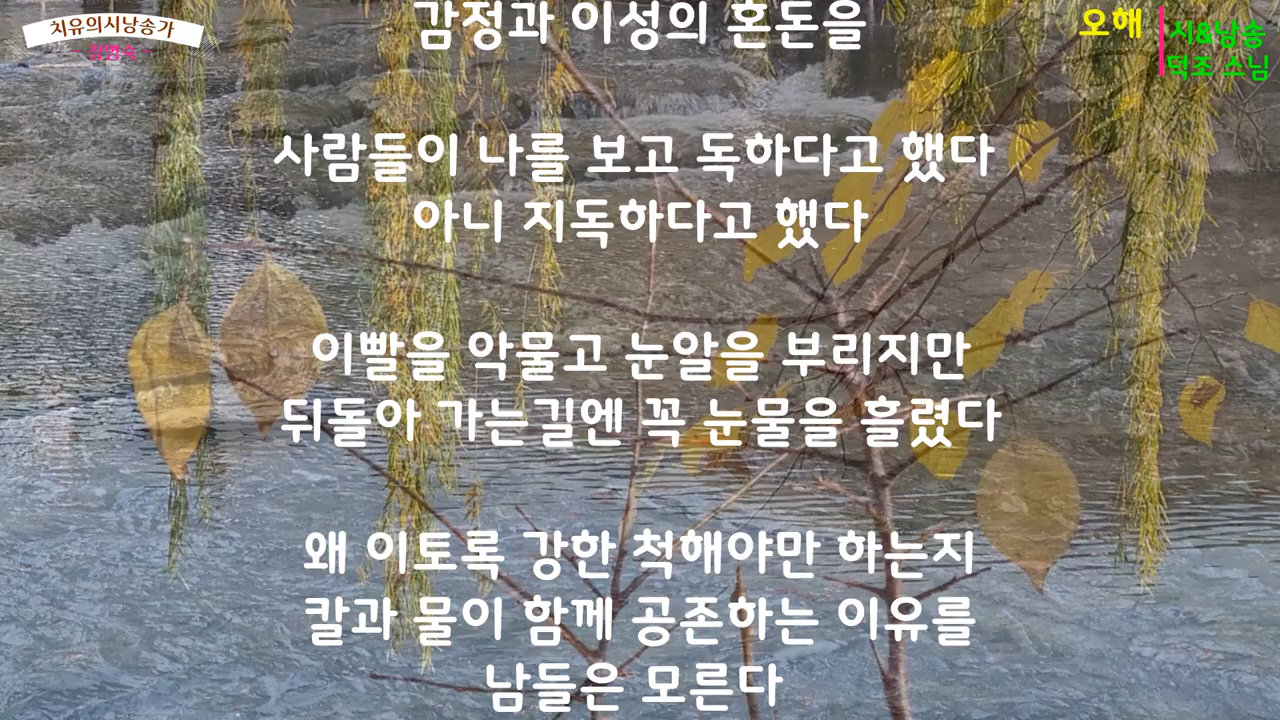 치유의시낭송가
오해
시&낭송
덕조 스님
감정과 이성의 혼돈을
사람들이 나를 보고 독하다고 했다
아니 지독하다고 했다
이빨을 악물고 눈알을 부리지만
뒤돌아 가는길엔 꼭 눈물을 흘렸다
왜 이토록 강한 척해야만 하는지
칼과 물이 함께 공존하는 이유를
남들은 모른다